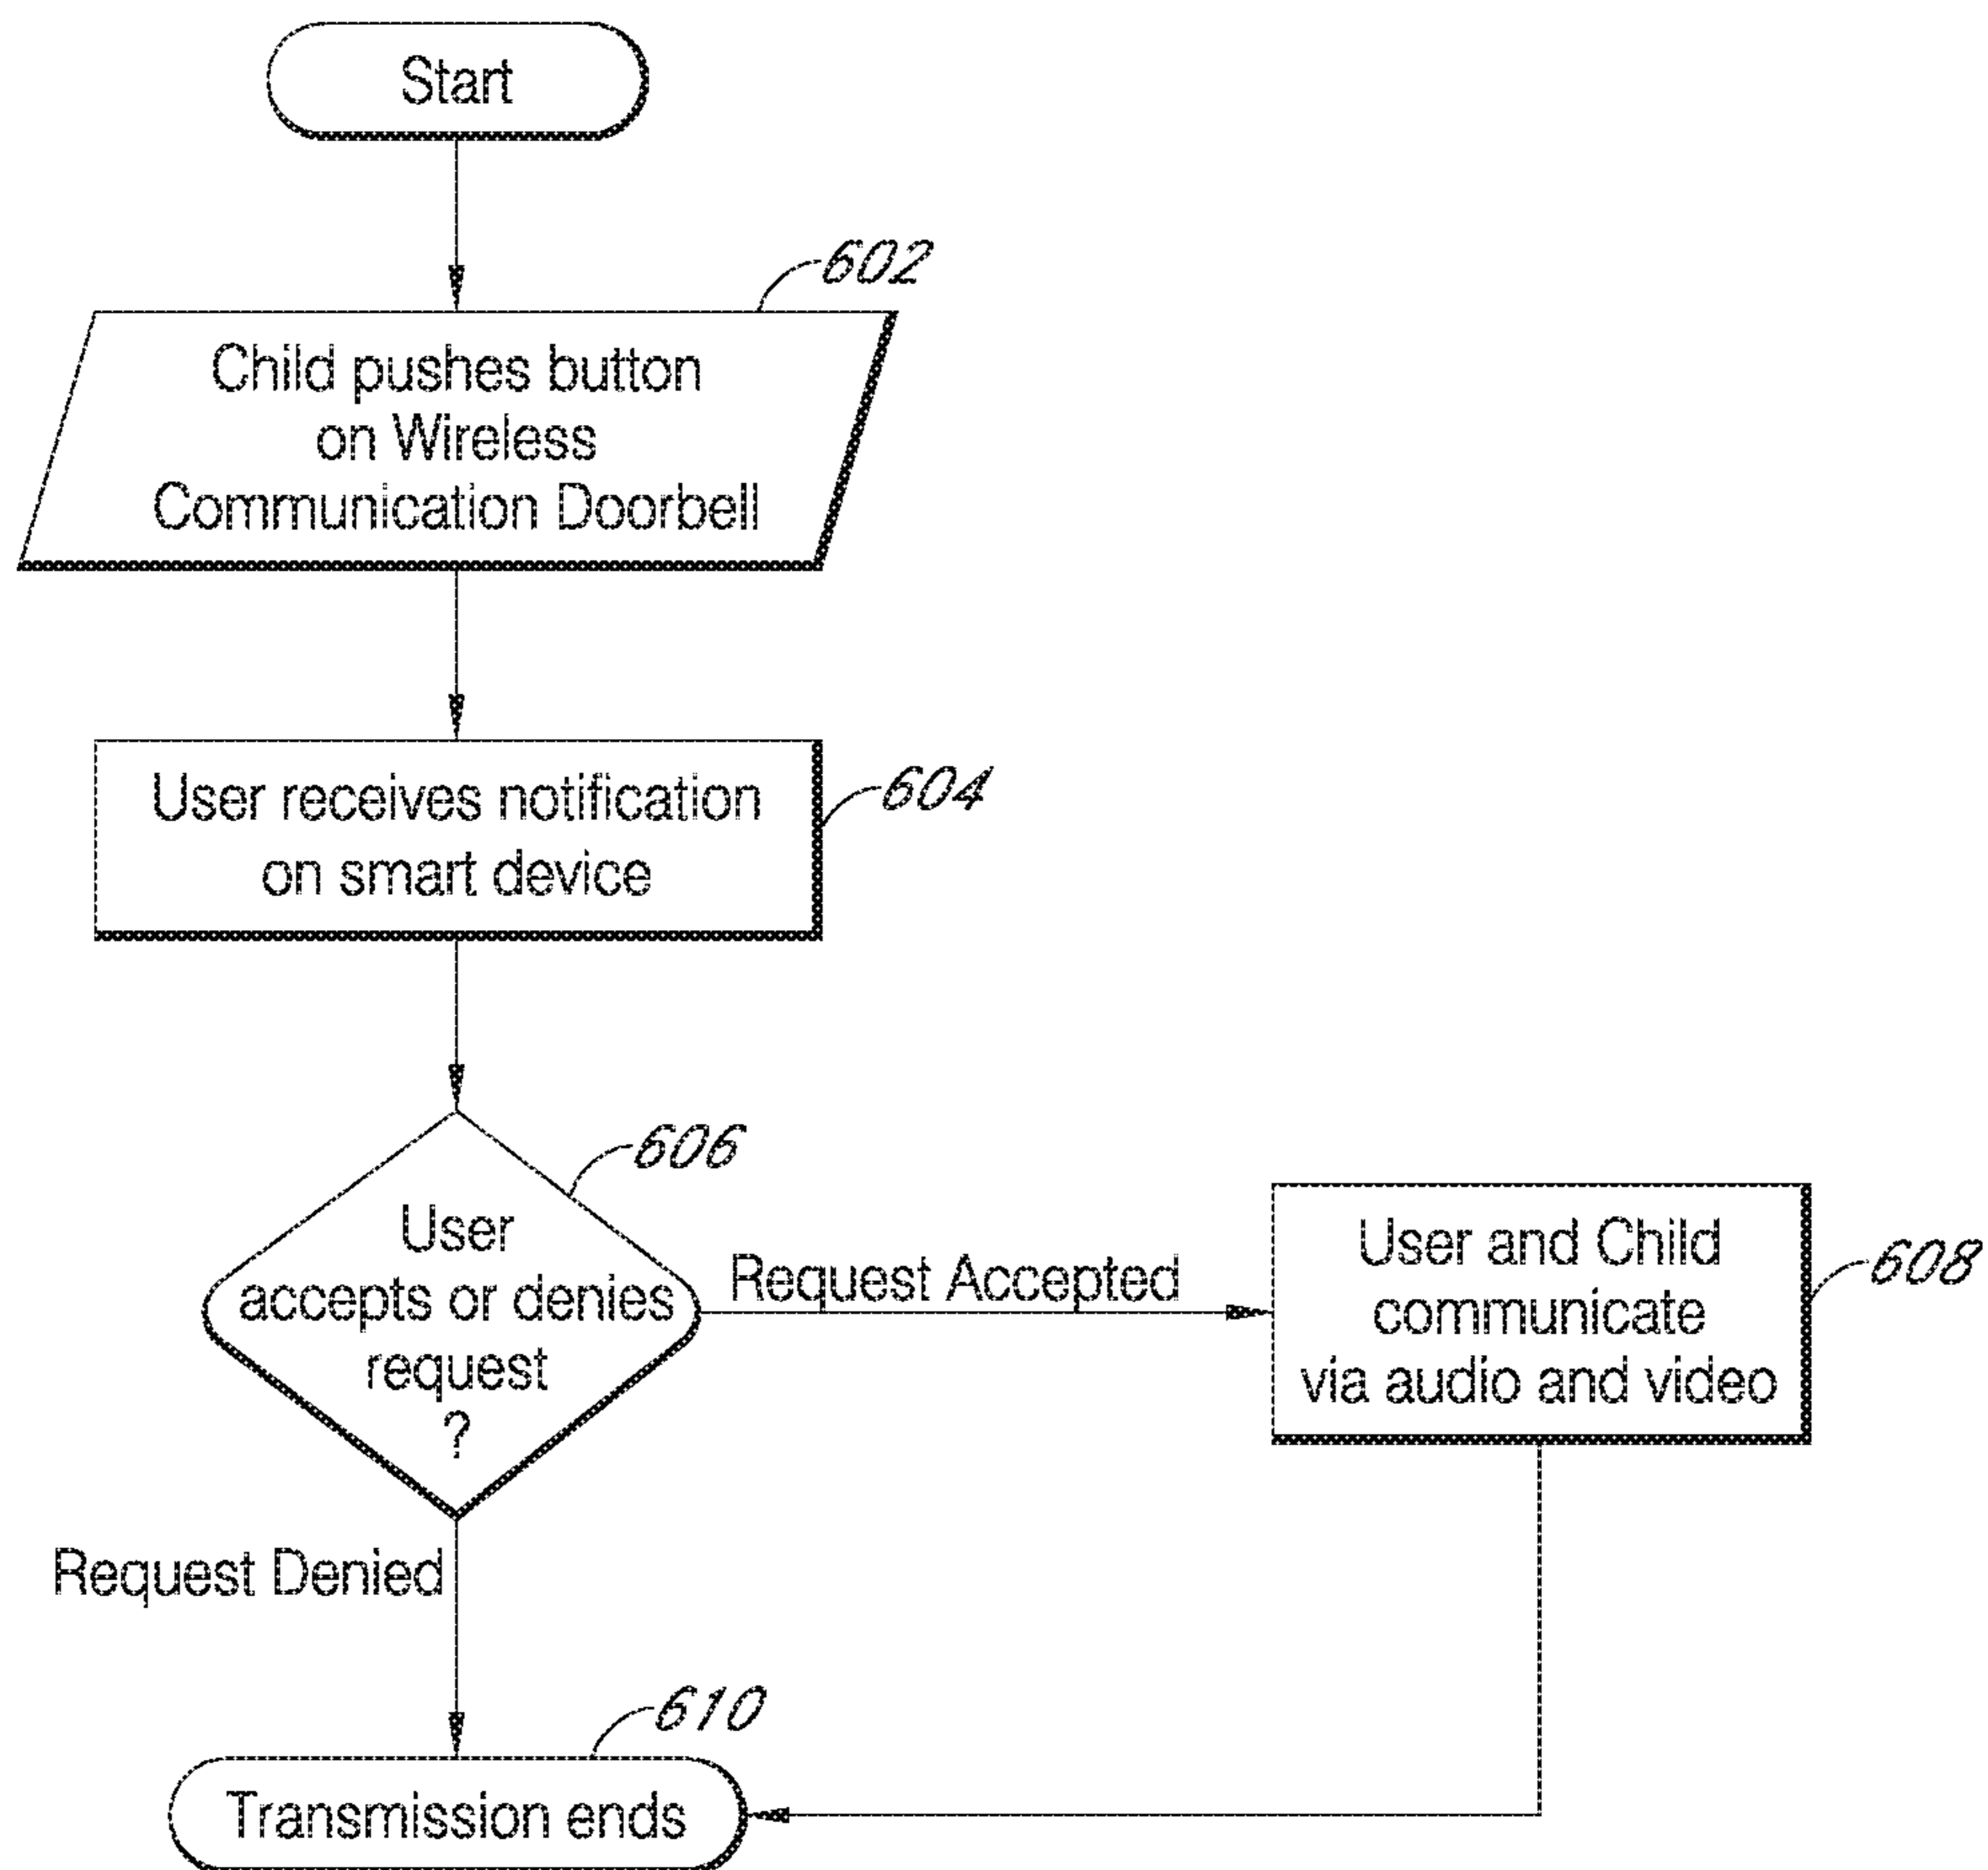 Start
602
Child pushes button
on Wireless
Communication Doorbell
User receives notification
on smart device
604
606
User
accepts or denies
request
?
Request Accepted
User and Child
communicate
via audio and video
608
Request Denied
610
Transmission ends